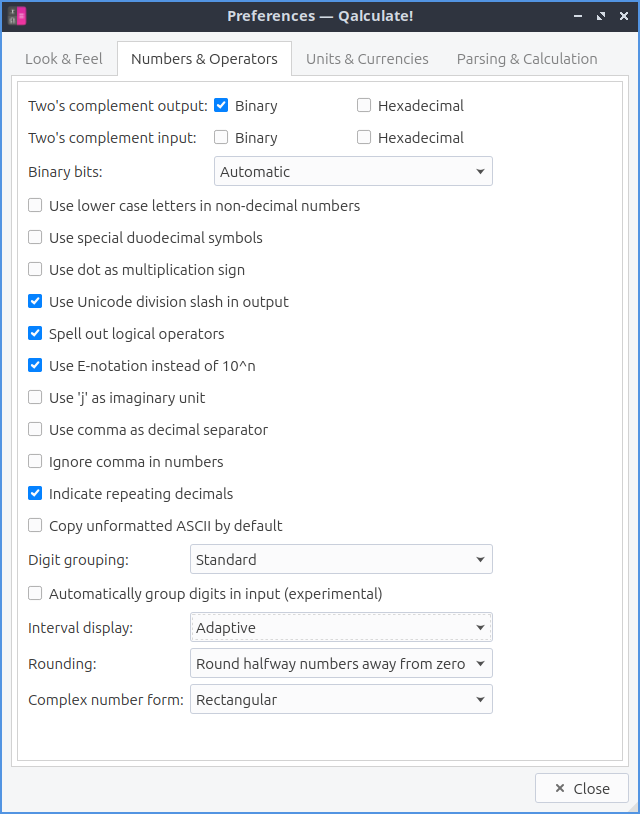 Preferences — Qalculate!
Look & Feel Numbers & Operators Units & Currencies Parsing & Calculation
Two's complement output: Binary Hexadecimal
Two's complement input: Binary Hexadecimal
Binary bits: Automatic
Use lower case letters in non-decimal numbers
Use special duodecimal symbols
Use dot as multiplication sign
Use Unicode division slash in output
Spell out logical operators
Use E-notation instead of 10^n
Use 'j' as imaginary unit
Use comma as decimal separator
Ignore comma in numbers
Indicate repeating decimals
Copy unformatted ASCII by default
Digit grouping: Standard
Automatically group digits in input (experimental)
Interval display: Adaptive
Rounding: Round halfway numbers away from zero
Complex number form: Rectangular
Close